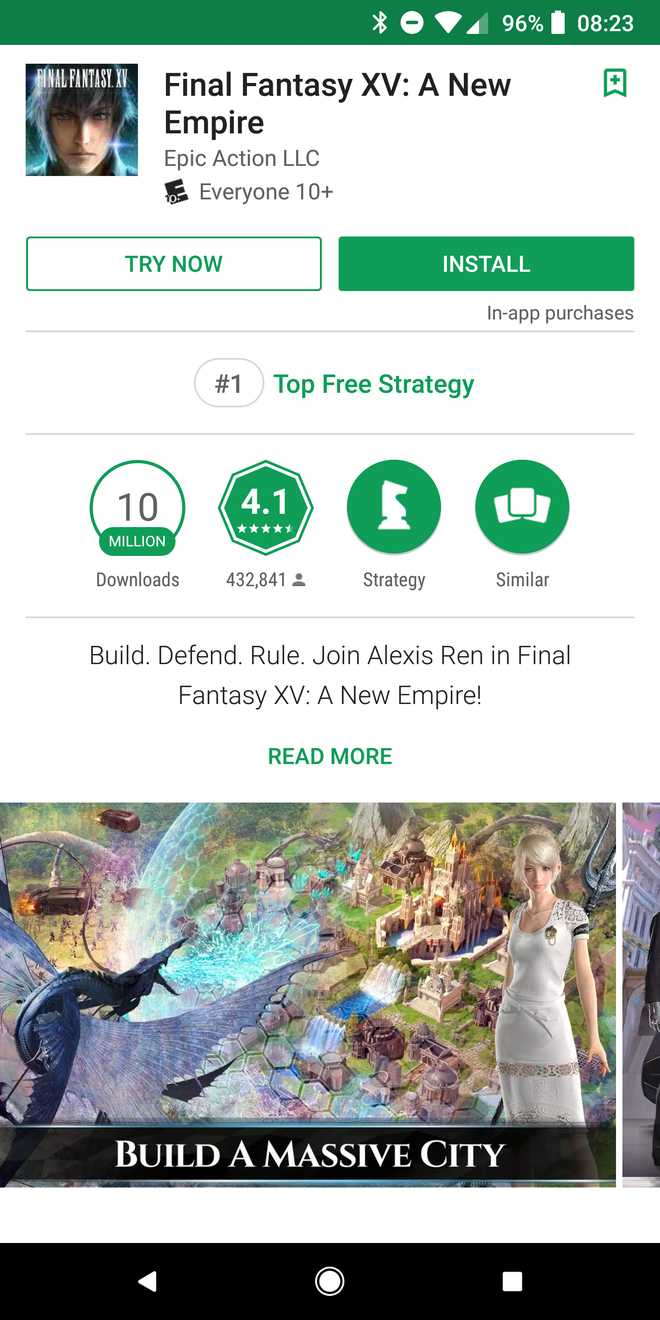 96% 08:23
FINAL FANTASY XV
Final Fantasy XV: A New
Empire
Epic Action LLC
Everyone 10+
TRY NOW
INSTALL
In-app purchases
#1 Top Free Strategy
10
MILLION
Downloads
4.1
432,841
Strategy
Similar
Build. Defend. Rule. Join Alexis Ren in Final
Fantasy XV: A New Empire!
READ MORE
BUILD A MASSIVE CITY